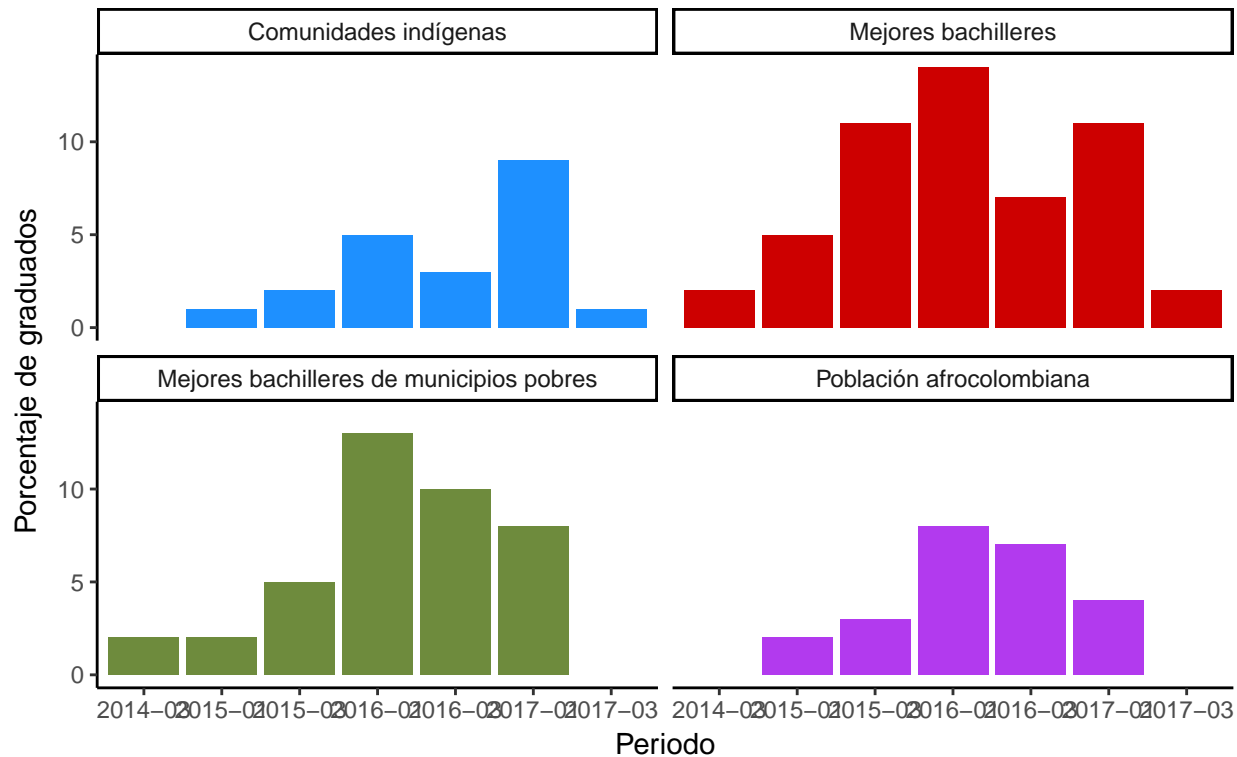 Comunidades indígenas
Mejores bachilleres
10
5
0
Mejores bachilleres de municipios pobres
Población afrocolombiana
10
5
0
2014−03 2015−01 2015−03 2016−01 2016−03 2017−01 2017−03 2014−03 2015−01 2015−03 2016−01 2016−03 2017−01 2017−03
Periodo
Porcentaje de graduados